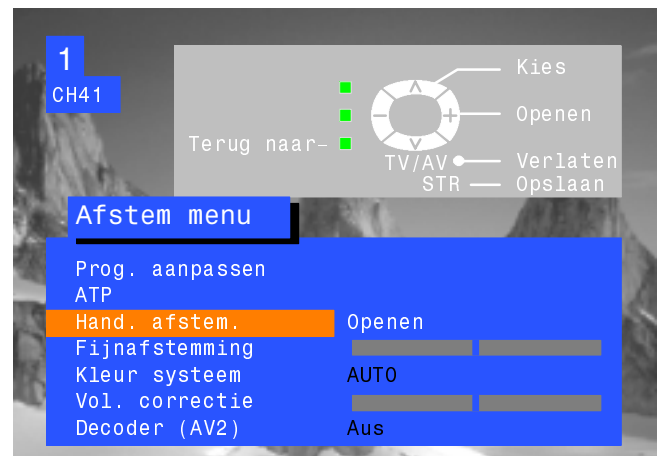 1
CH41
Kies
Openen
Terug naar–
TV/AV Verlaten
STR Opslaan
Afstem menu
Prog. aanpassen
ATP
Hand. afstem. Openen
Fijnafstemming
Kleur systeem AUTO
Vol. correctie
Decoder (AV2) Aus